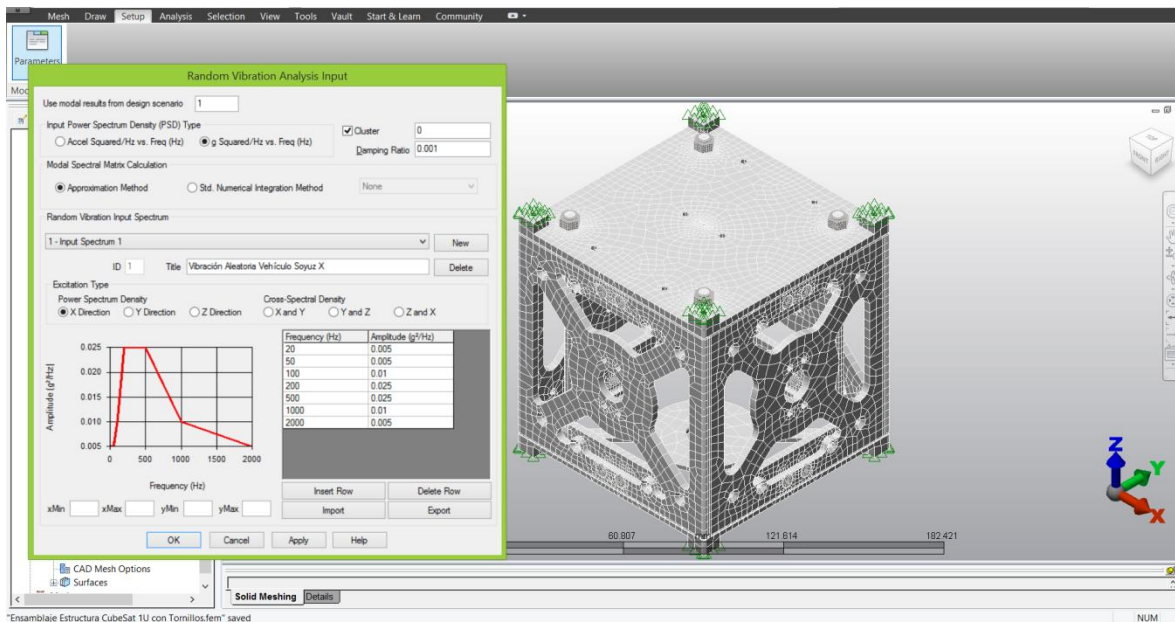 Mesh Draw Setup Analysis Selection View Tools Vault Start & Learn Community
Parameters
Random Vibration Analysis Input
Use modal results from design scenario 1
Input Power Spectrum Density (PSD) Type
Accel Squared/Hz vs. Freq (Hz) g Squared/Hz vs. Freq (Hz)
Cluster 0
Damping Ratio 0.001
Modal Spectral Matrix Calculation
Approximation Method Std. Numerical Integration Method None
Random Vibration Input Spectrum
1 - Input Spectrum 1 New
ID 1 Title Vibración Aleatoria Vehículo Soyuz X Delete
Excitation Type
Power Spectrum Density Cross-Spectral Density
X Direction Y Direction Z Direction X and Y Y and Z Z and X
Frequency (Hz) Amplitude (g²/Hz)
20 0.005
50 0.005
100 0.01
200 0.025
500 0.025
1000 0.01
2000 0.005
Amplitude (g²/Hz)
0.025
0.020
0.015
0.010
0.005
0 500 1000 1500 2000
Frequency (Hz)
xMin xMax yMin yMax
Insert Row Delete Row
Import Export
OK Cancel Apply Help
TOP
FRONT RIGHT
Z
Y
X
60.807 121.614 182.421
CAD Mesh Options
Surfaces
Solid Meshing Details
"Ensamblaje Estructura CubeSat 1U con Tornillos.fem" saved
NUM